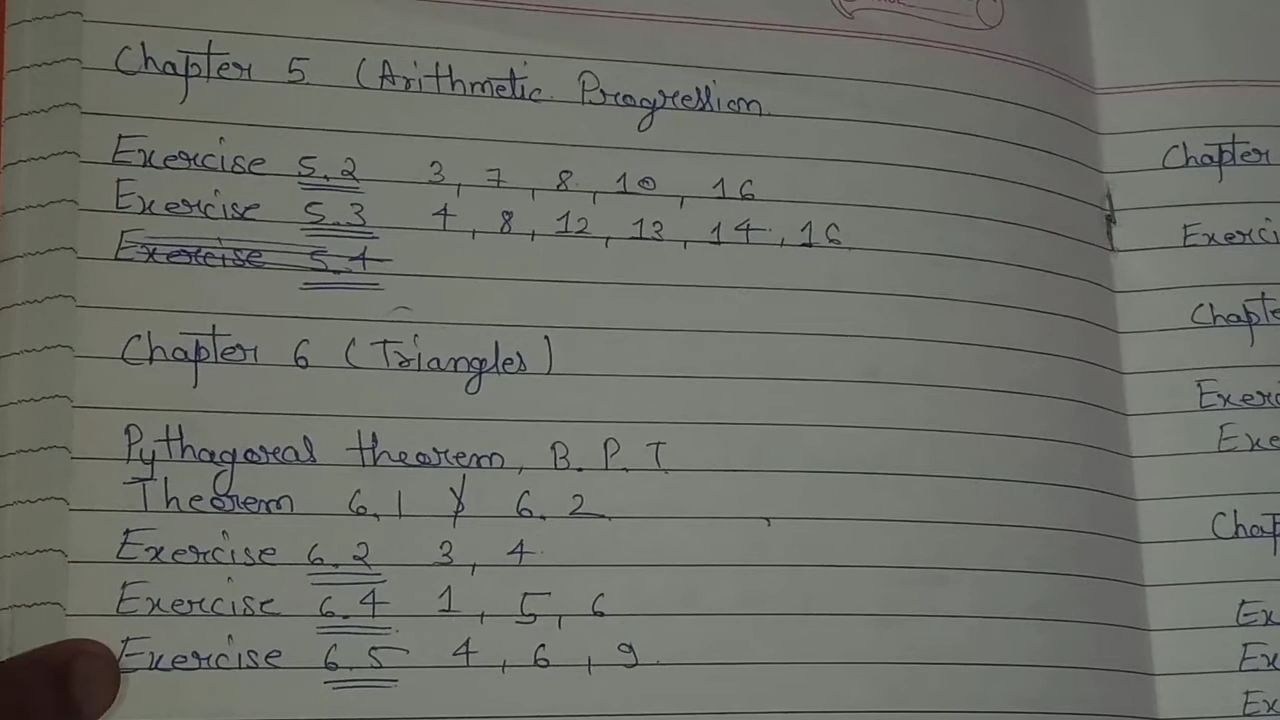 Chapter 5 (Arithmetic Progression
Exercise 5.2 3, 7, 8, 10, 16
Exercise 5.3 4, 8, 12, 13, 14, 16
Exercise 5.4
Chapter 6 (Triangles)
Pythagoras theorem, B.P.T
Theorem 6.1 6.2
Exercise 6.2 3, 4
Exercise 6.4 1, 5, 6
Exercise 6.5 4, 6, 9
Chapter
Exerci
Chapte
Exerc
Exe
Chap
Ex
Ex
Ex